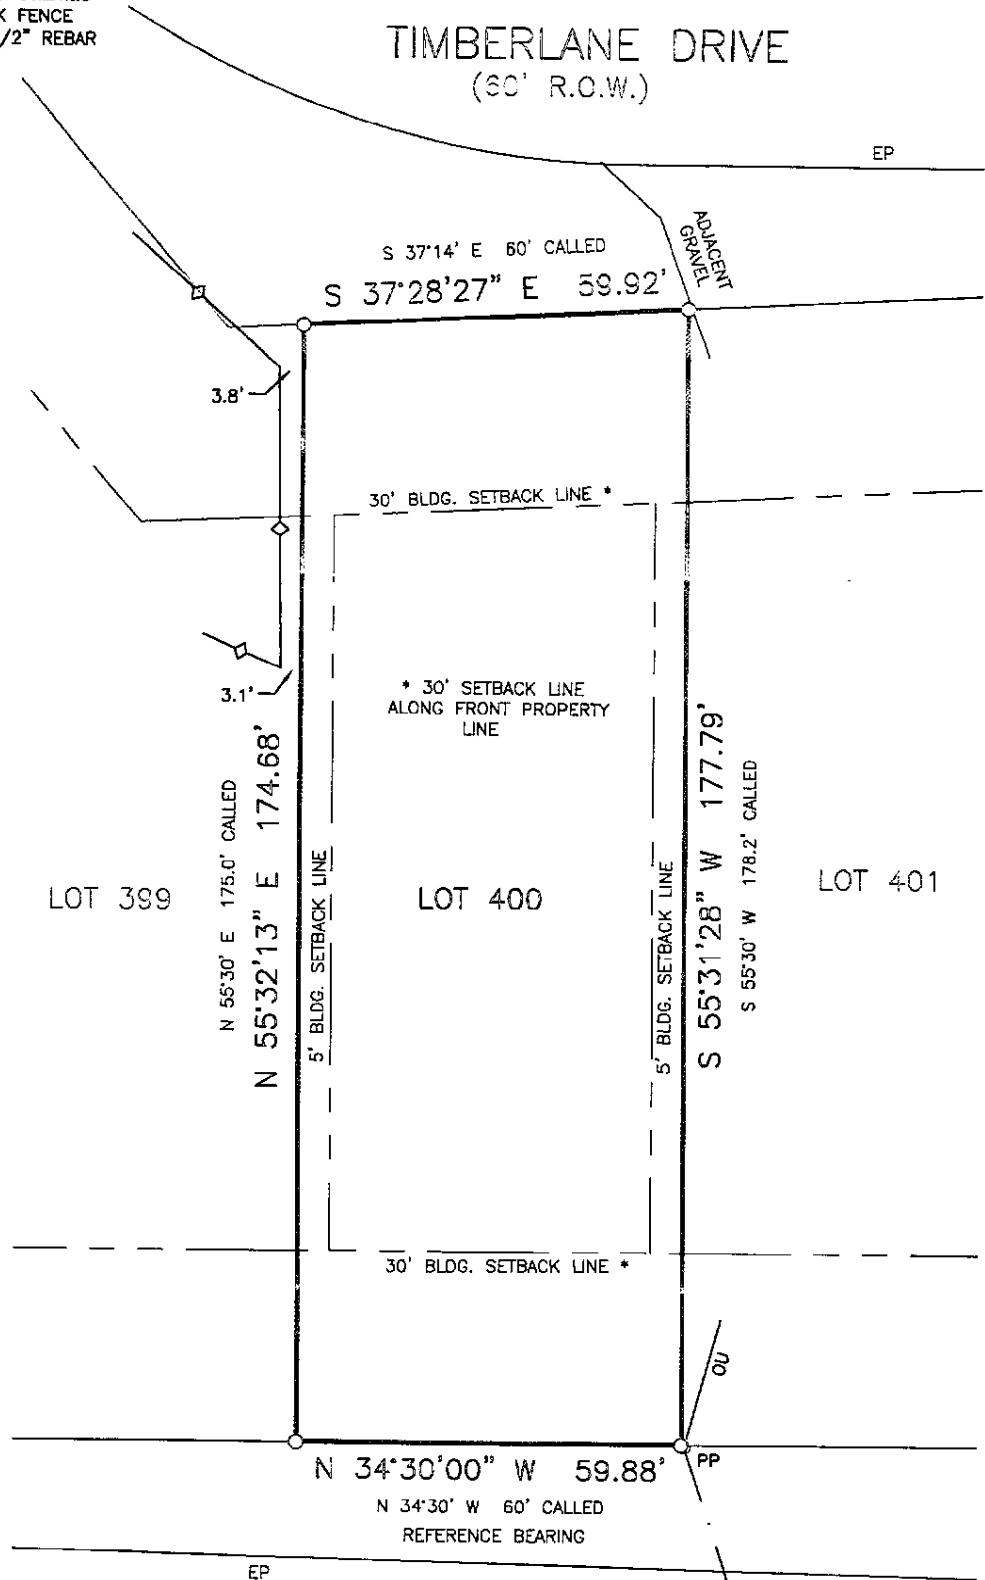 K FENCE
/2" REBAR
TIMBERLANE DRIVE
(60' R.O.W.)
EP
ADJACENT
GRAVEL
S 37°14' E 60' CALLED
S 37°28'27" E 59.92'
3.8'
30' BLDG. SETBACK LINE *
3.1'
* 30' SETBACK LINE
ALONG FRONT PROPERTY
LINE
LOT 399
N 55°30' E 175.0' CALLED
N 55°32'13" E 174.68'
5' BLDG. SETBACK LINE
LOT 400
5' BLDG. SETBACK LINE
S 55°31'28" W 177.79'
S 55°30' W 178.2' CALLED
LOT 401
30' BLDG. SETBACK LINE *
OU
PP
N 34°30'00" W 59.88'
N 34°30' W 60' CALLED
REFERENCE BEARING
EP